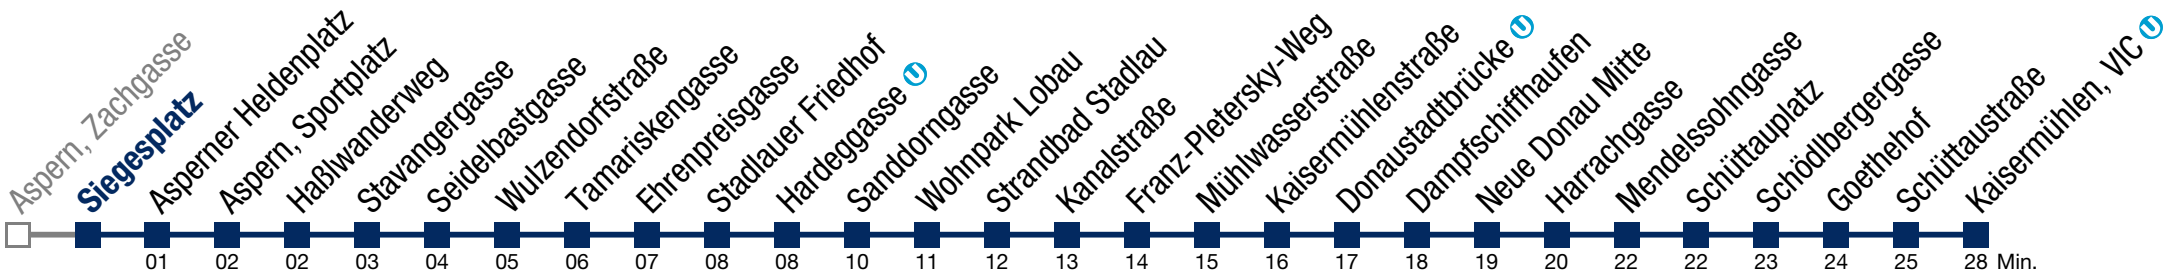 Aspern, Zachgasse
Siegesplatz
Asperner Heldenplatz
Aspern, Sportplatz
Haßlwanderweg
Stavangergasse
Seidelbastgasse
Wulzendorfstraße
Tamariskengasse
Ehrenpreisgasse
Stadlauer Friedhof
Hardeggasse U
Sanddorngasse
Wohnpark Lobau
Strandbad Stadlau
Kanalstraße
Franz-Pletersky-Weg
Mühlwasserstraße
Kaisermühlenstraße
Donaustadtbrücke U
Dampfschiffhaufen
Neue Donau Mitte
Harrachgasse
Mendelssohngasse
Schüttauplatz
Schödlbergergasse
Goethehof
Schüttaustraße
Kaisermühlen, VIC U
01 02 02 03 04 05 06 07 08 08 10 11 12 13 14 15 16 17 18 19 20 22 22 23 24 25 28 Min.